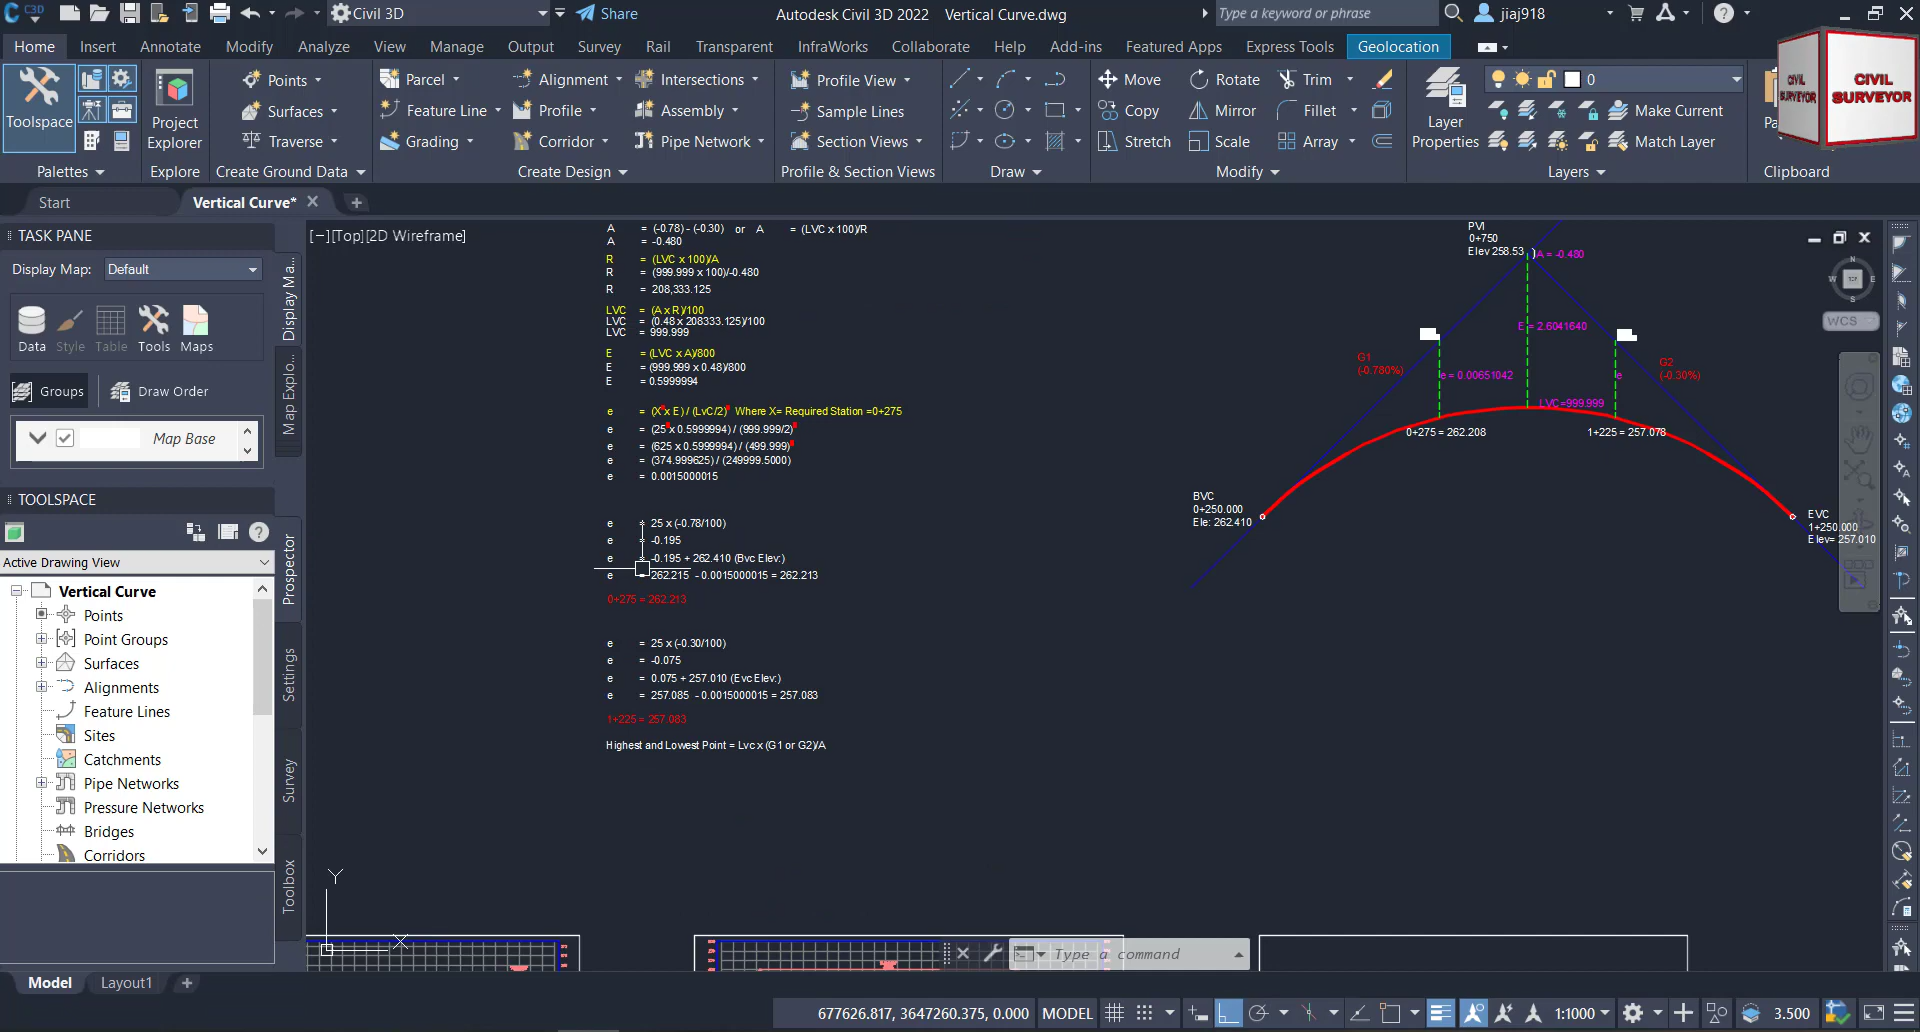 Civil 3D
Share
Autodesk Civil 3D 2022 Vertical Curve.dwg
Type a keyword or phrase
jiaj918
Home Insert Annotate Modify Analyze View Manage Output Survey Rail Transparent InfraWorks Collaborate Help Add-ins Featured Apps Express Tools Geolocation
Toolspace
Palettes
Project Explorer
Explore
Points
Surfaces
Traverse
Create Ground Data
Parcel
Feature Line
Grading
Alignment
Profile
Corridor
Intersections
Assembly
Pipe Network
Create Design
Profile View
Sample Lines
Section Views
Profile & Section Views
Draw
Move
Copy
Stretch
Rotate
Mirror
Scale
Trim
Fillet
Array
Modify
Layer Properties
0
Make Current
Match Layer
Layers
Clipboard
CIVIL SURVEYOR
CIVIL SURVEYOR
Start
Vertical Curve*
TASK PANE
Display Map: Default
Data Style Table Tools Maps
Groups Draw Order
Map Base
Display Ma...
Map Explo...
TOOLSPACE
Active Drawing View
Vertical Curve
Points
Point Groups
Surfaces
Alignments
Feature Lines
Sites
Catchments
Pipe Networks
Pressure Networks
Bridges
Corridors
Prospector
Settings
Survey
Toolbox
[−][Top][2D Wireframe]
A = (-0.78) - (-0.30) or A = (LVC x 100)/R
A = -0.480
R = (LVC x 100)/A
R = (999.999 x 100)/-0.480
R = 208,333.125
LVC = (A x R)/100
LVC = (0.48 x 208333.125)/100
LVC = 999.999
E = (LVC x A)/800
E = (999.999 x 0.48)/800
E = 0.5999994
e = (X² x E ) / (LvC/2)² Where X= Required Station =0+275
e = (25² x 0.5999994) / (999.999/2)²
e = (625 x 0.5999994) / (499.999)²
e = (374.999625) / (249999.5000)
e = 0.0015000015
e = 25 x (-0.78/100)
e = -0.195
e = -0.195 + 262.410 (Bvc Elev:)
e = 262.215 - 0.0015000015 = 262.213
0+275 = 262.213
e = 25 x (-0.30/100)
e = -0.075
e = 0.075 + 257.010 (Evc Elev:)
e = 257.085 - 0.0015000015 = 257.083
1+225 = 257.083
Highest and Lowest Point = Lvc x (G1 or G2)/A
PVI
0+750
Elev 258.53
A = -0.480
E = 2.6041640
G1
(-0.780%)
G2
(-0.30%)
e = 0.00651042
e
LVC=999.999
0+275 = 262.208
1+225 = 257.078
BVC
0+250.000
Ele: 262.410
EVC
1+250.000
Elev= 257.010
N
W
TOP
E
S
WCS
Y
X
Type a command
Model Layout1
677626.817, 3647260.375, 0.000 MODEL
1:1000
3.500